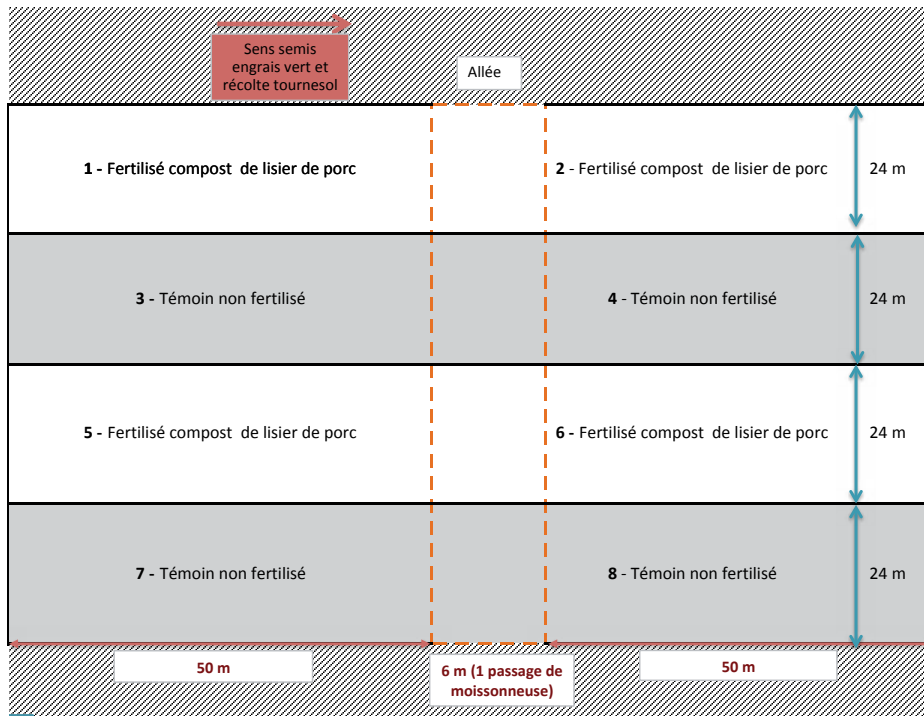 Sens semis
engrais vert et
récolte tournesol
Allée
1 - Fertilisé compost de lisier de porc
2 - Fertilisé compost de lisier de porc
24 m
3 - Témoin non fertilisé
4 - Témoin non fertilisé
24 m
5 - Fertilisé compost de lisier de porc
6 - Fertilisé compost de lisier de porc
24 m
7 - Témoin non fertilisé
8 - Témoin non fertilisé
24 m
50 m
6 m (1 passage de
moissonneuse)
50 m